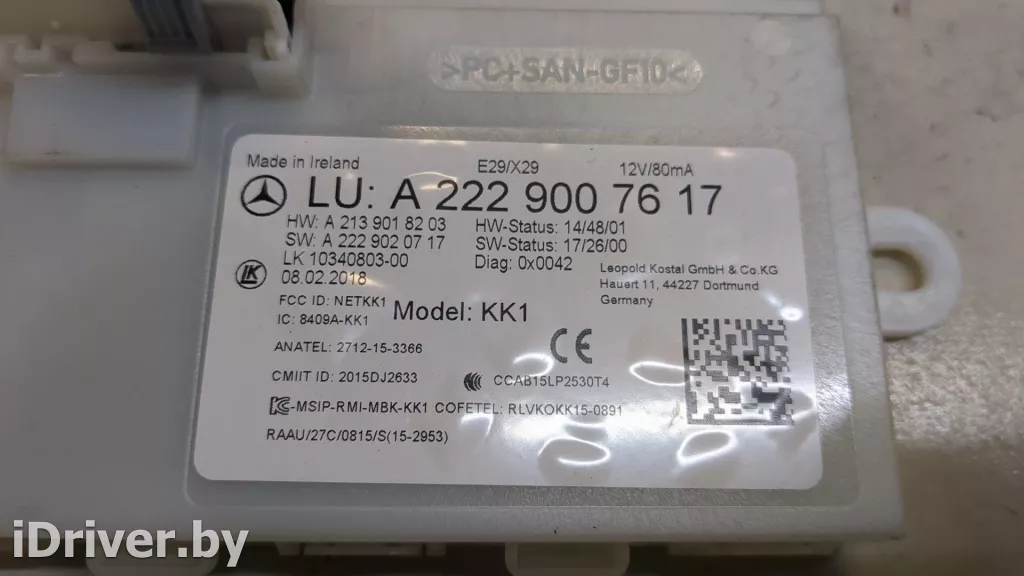 >PC+SAN-GF10<
Made in Ireland E29/X29 12V/80mA
LU: A 222 900 76 17
HW: A 213 901 82 03 HW-Status: 14/48/01
SW: A 222 902 07 17 SW-Status: 17/26/00
LK 10340803-00 Diag: 0x0042
LK 08.02.2018
Leopold Kostal GmbH & Co.KG
Hauert 11, 44227 Dortmund
Germany
FCC ID: NETKK1
IC: 8409A-KK1
Model: KK1
ANATEL: 2712-15-3366 CE
CMIIT ID: 2015DJ2633 CCAB15LP2530T4
-MSIP-RMI-MBK-KK1 COFETEL: RLVKOKK15-0891
RAAU/27C/0815/S(15-2953)
iDriver.by